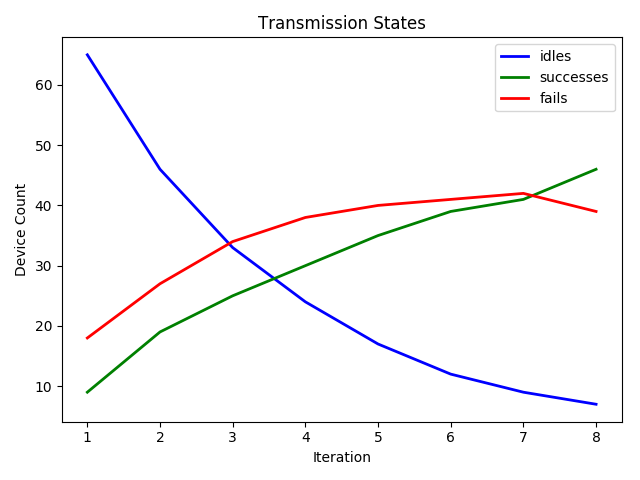 Transmission States
idles
successes
fails
Device Count
60
50
40
30
20
10
1 2 3 4 5 6 7 8
Iteration